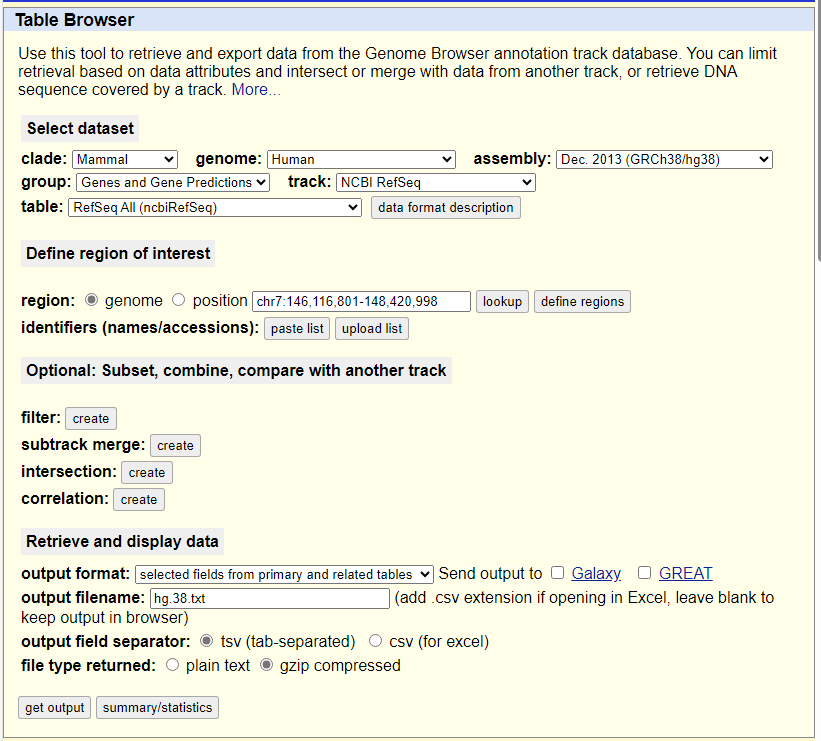 Table Browser
Use this tool to retrieve and export data from the Genome Browser annotation track database. You can limit
retrieval based on data attributes and intersect or merge with data from another track, or retrieve DNA
sequence covered by a track. More...
Select dataset
clade: Mammal genome: Human assembly: Dec. 2013 (GRCh38/hg38)
group: Genes and Gene Predictions track: NCBI RefSeq
table: RefSeq All (ncbiRefSeq) data format description
Define region of interest
region: genome position chr7:146,116,801-148,420,998 lookup define regions
identifiers (names/accessions): paste list upload list
Optional: Subset, combine, compare with another track
filter: create
subtrack merge: create
intersection: create
correlation: create
Retrieve and display data
output format: selected fields from primary and related tables Send output to Galaxy GREAT
output filename: hg.38.txt (add .csv extension if opening in Excel, leave blank to
keep output in browser)
output field separator: tsv (tab-separated) csv (for excel)
file type returned: plain text gzip compressed
get output summary/statistics